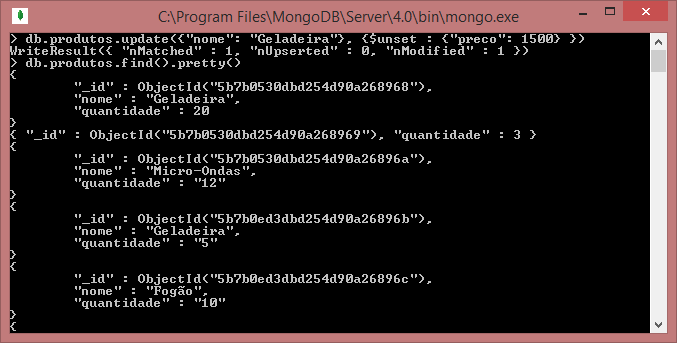 C:\Program Files\MongoDB\Server\4.0\bin\mongo.exe
> db.produtos.update({"nome": "Geladeira"}, {$unset : {"preco": 1500} })
WriteResult({ "nMatched" : 1, "nUpserted" : 0, "nModified" : 1 })
> db.produtos.find().pretty()
{
"_id" : ObjectId("5b7b0530dbd254d90a268968"),
"nome" : "Geladeira",
"quantidade" : 20
}
{ "_id" : ObjectId("5b7b0530dbd254d90a268969"), "quantidade" : 3 }
{
"_id" : ObjectId("5b7b0530dbd254d90a26896a"),
"nome" : "Micro-Ondas",
"quantidade" : "12"
}
{
"_id" : ObjectId("5b7b0ed3dbd254d90a26896b"),
"nome" : "Geladeira",
"quantidade" : "5"
}
{
"_id" : ObjectId("5b7b0ed3dbd254d90a26896c"),
"nome" : "Fogão",
"quantidade" : "10"
}
{